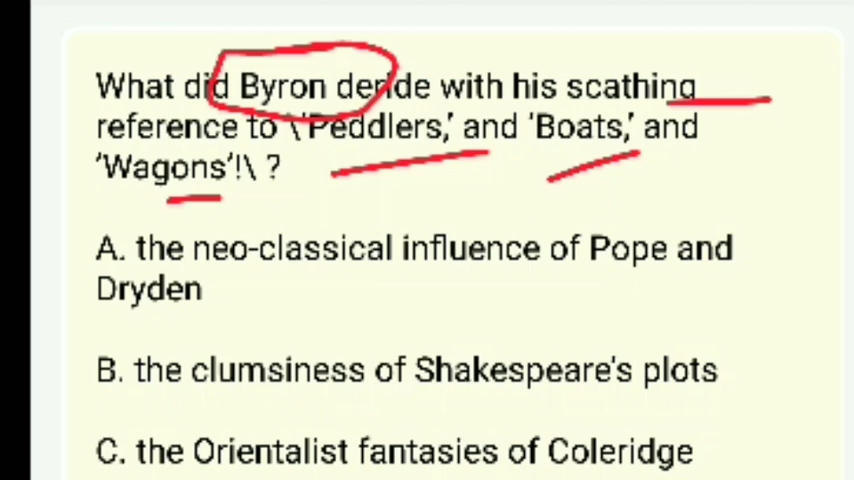 What did Byron deride with his scathing
reference to \'Peddlers,' and 'Boats,' and
'Wagons'!\ ?
A. the neo-classical influence of Pope and
Dryden
B. the clumsiness of Shakespeare's plots
C. the Orientalist fantasies of Coleridge